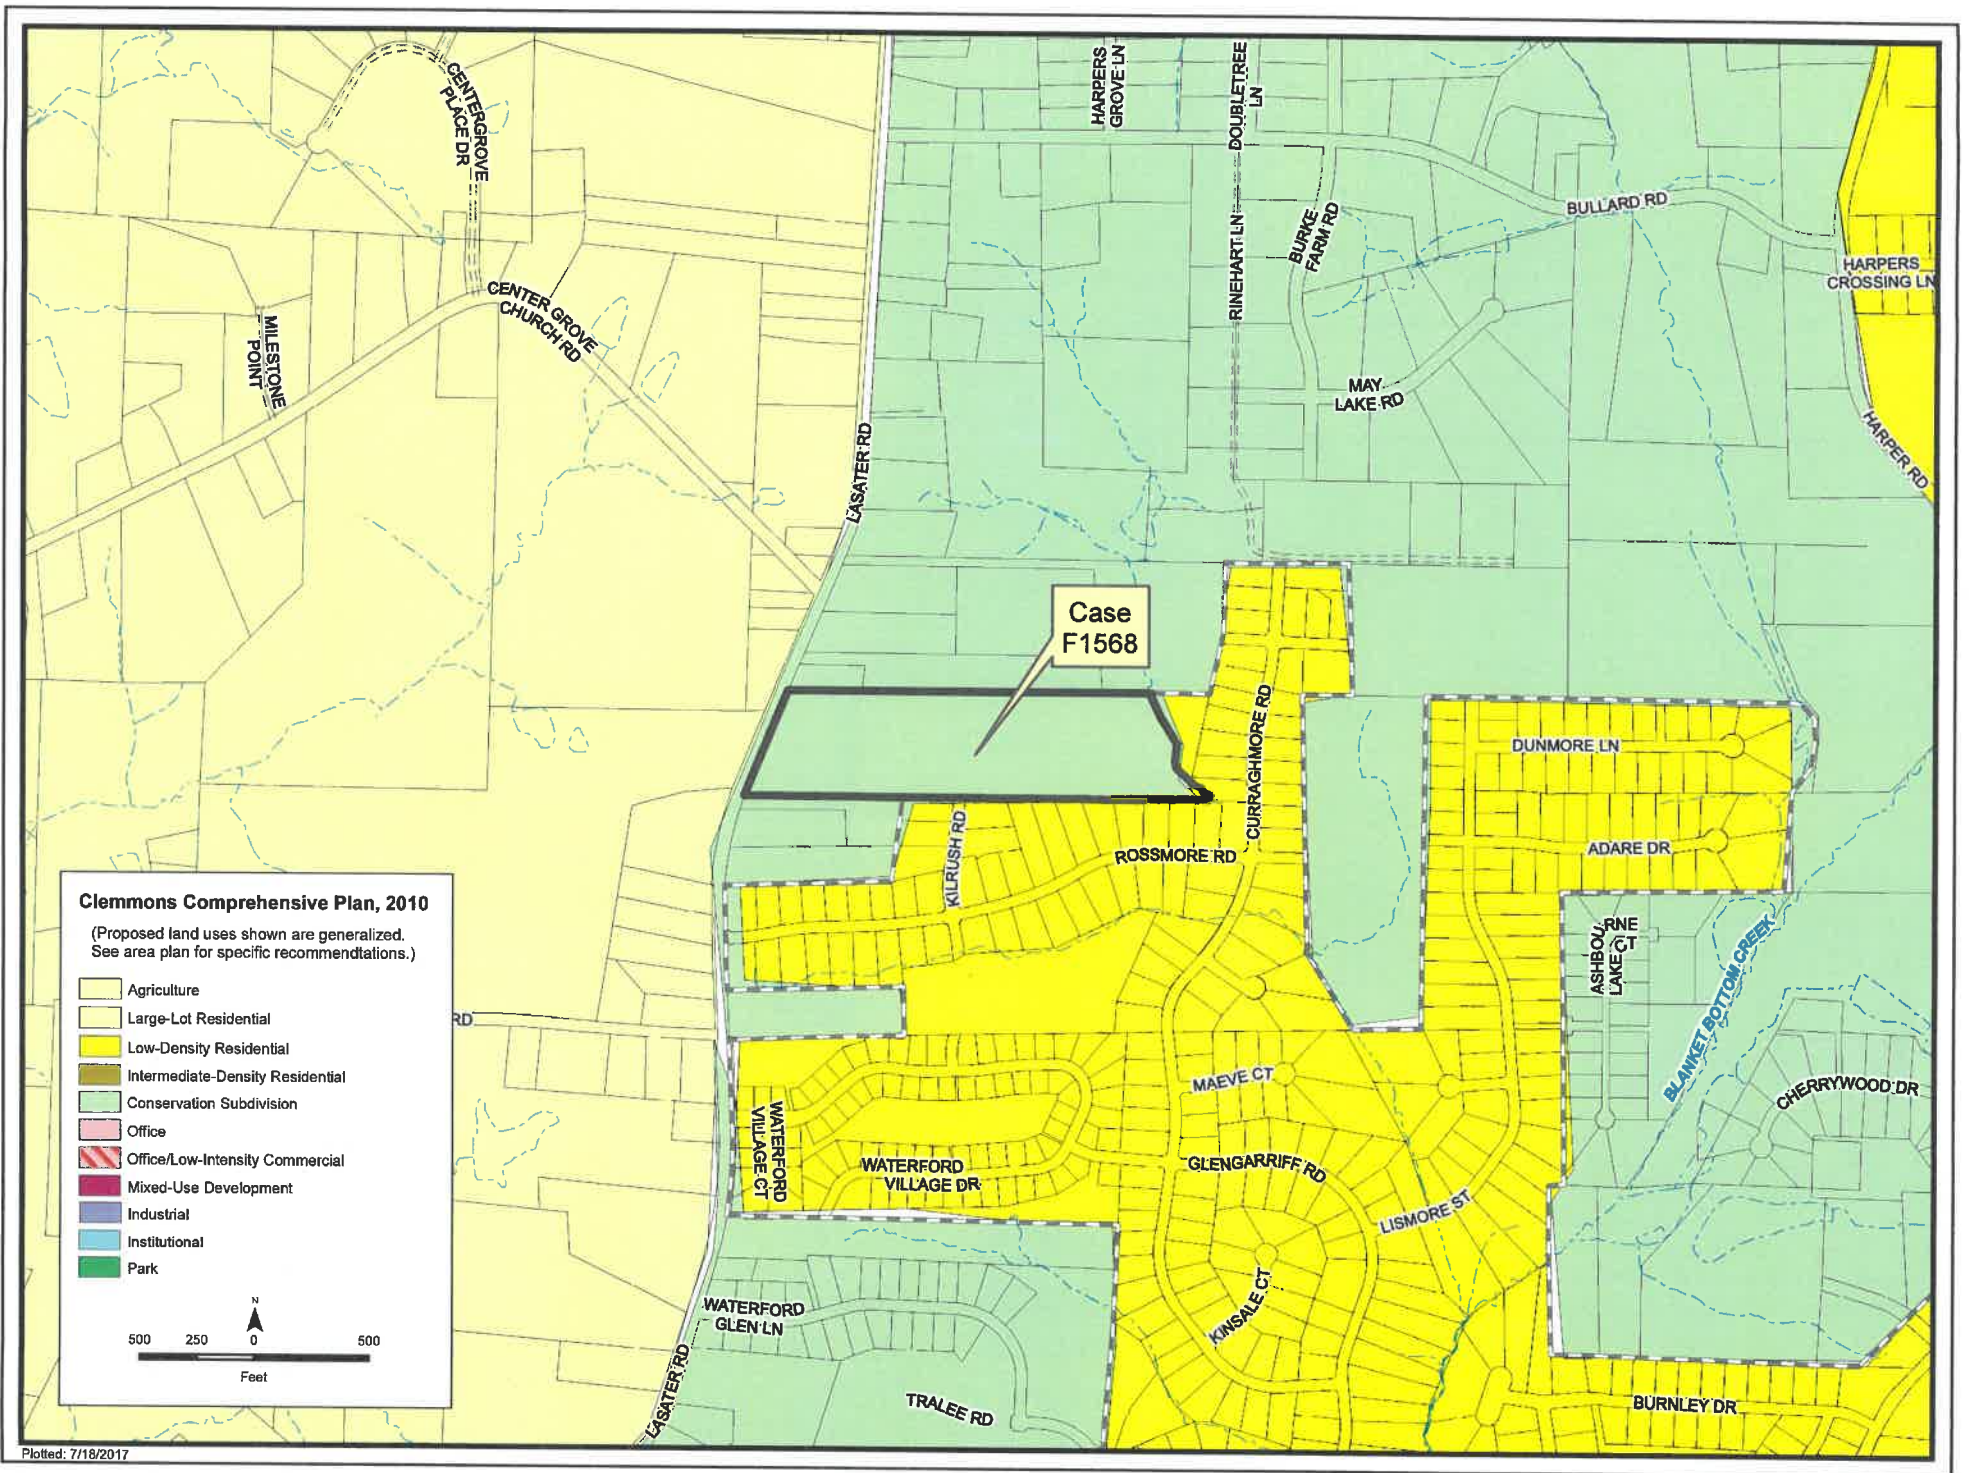 CENTERGROVE
PLACE DR
HARPERS
GROVE LN
DOUBLETREE
LN
BULLARD RD
RINEHART LN
BURKE
FARM RD
HARPERS
CROSSING LN
CENTER GROVE
CHURCH RD
MILESTONE
POINT
MAY
LAKE RD
HARPER RD
LASATER RD
Case
F1568
CURRAGHMORE RD
DUNMORE LN
KILRUSH RD
ROSSMORE RD
ADARE DR
ASHBOURNE
LAKE CT
BLANKET BOTTOM CREEK
RD
MAEVE CT
CHERRYWOOD DR
WATERFORD
VILLAGE CT
WATERFORD
VILLAGE DR
GLENGARRIFF RD
LISMORE ST
KINSALE CT
WATERFORD
GLEN LN
LASATER RD
TRALEE RD
BURNLEY DR
Clemmons Comprehensive Plan, 2010
(Proposed land uses shown are generalized.
See area plan for specific recommendtations.)
Agriculture
Large-Lot Residential
Low-Density Residential
Intermediate-Density Residential
Conservation Subdivision
Office
Office/Low-Intensity Commercial
Mixed-Use Development
Industrial
Institutional
Park
N
500 250 0 500
Feet
Plotted: 7/18/2017